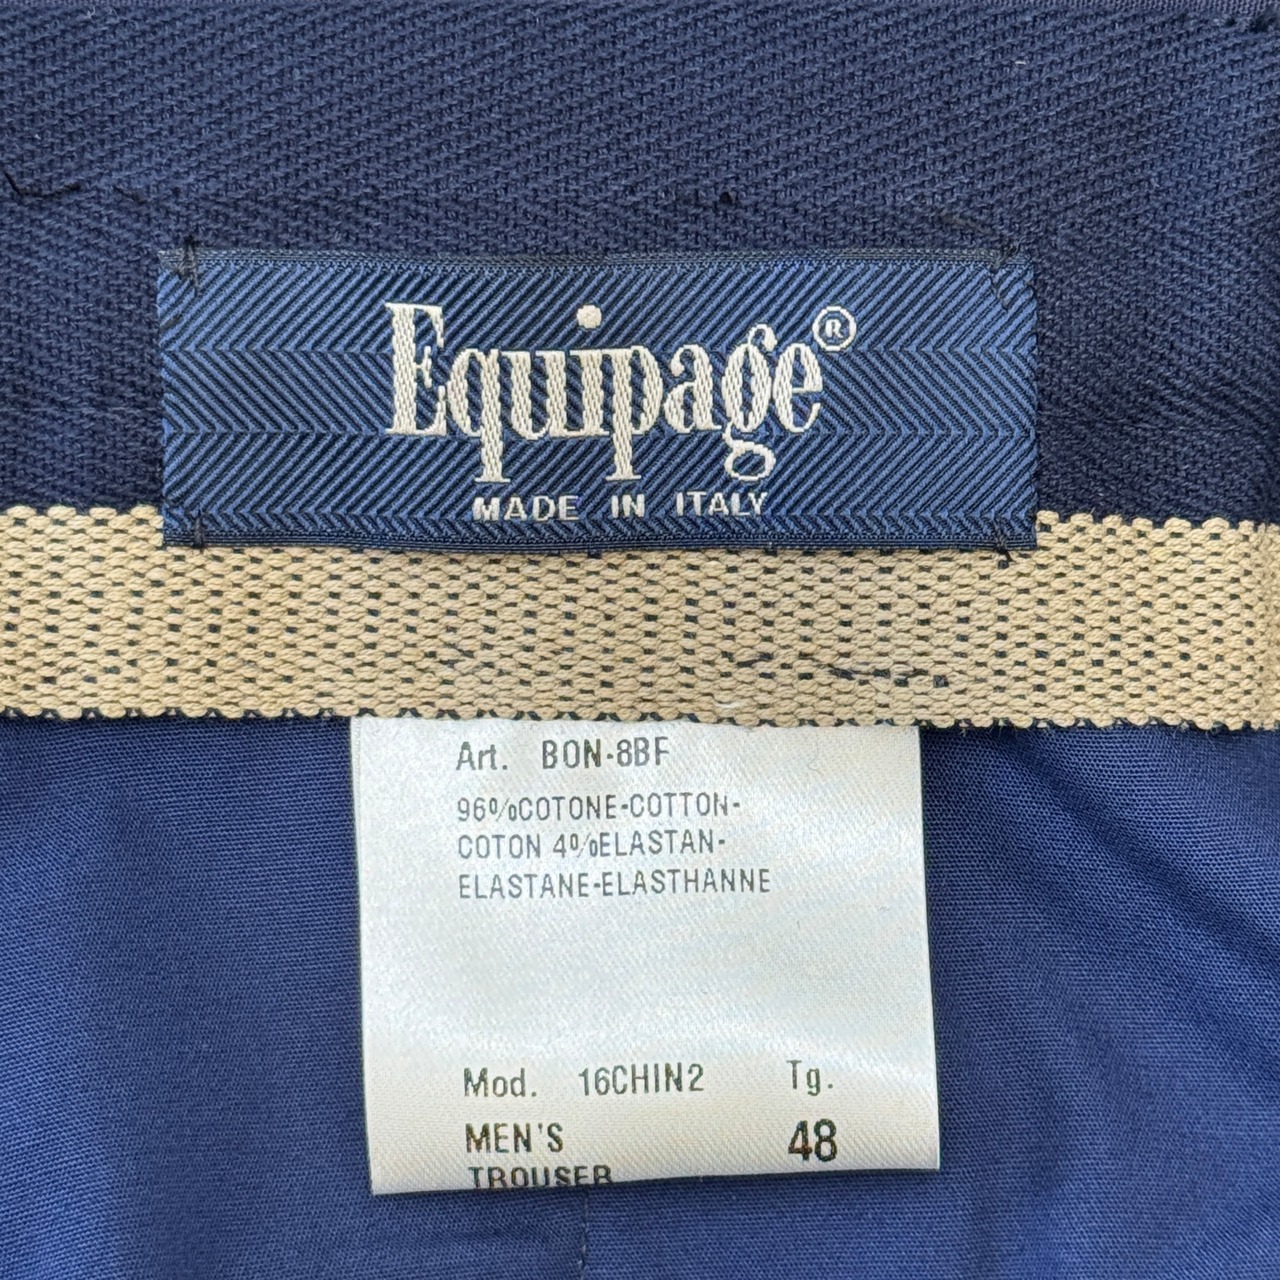 Equipage®
MADE IN ITALY
Art. BON-8BF
96%COTONE-COTTON-
COTON 4%ELASTAN-
ELASTANE-ELASTHANNE
Mod. 16CHIN2 Tg.
MEN'S 48
TROUSER